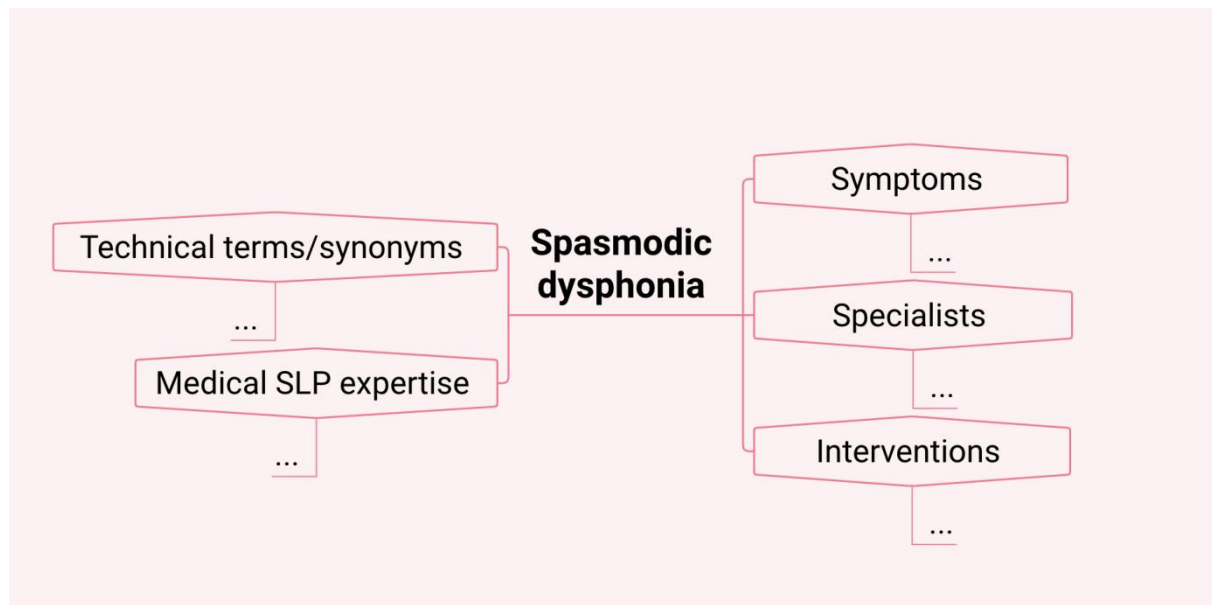 Spasmodic
dysphonia
Technical terms/synonyms
...
Medical SLP expertise
...
Symptoms
...
Specialists
...
Interventions
...